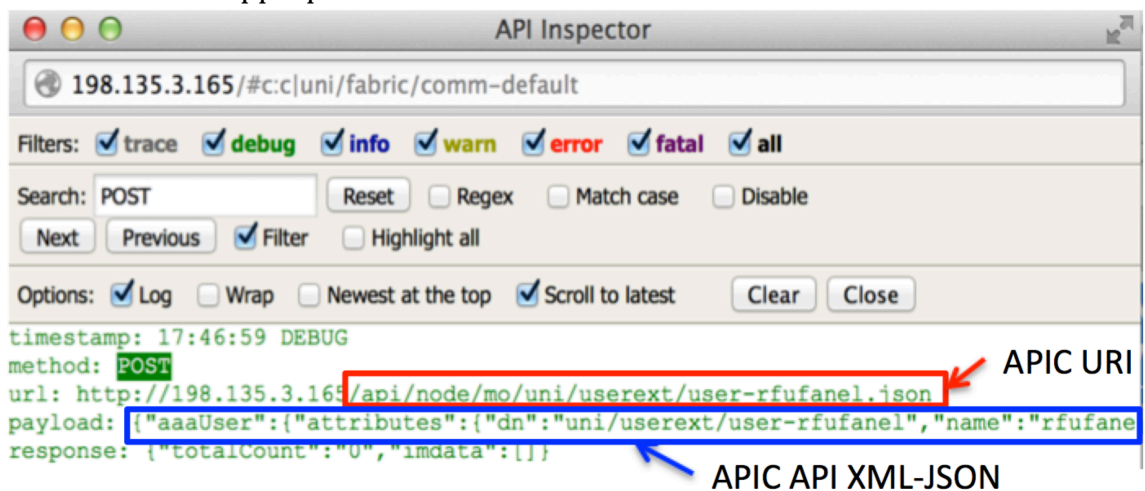 API Inspector
198.135.3.165/#c:c|uni/fabric/comm-default
Filters: trace debug info warn error fatal all
Search: POST Reset Regex Match case Disable
Next Previous Filter Highlight all
Options: Log Wrap Newest at the top Scroll to latest Clear Close
timestamp: 17:46:59 DEBUG
method: POST
APIC URI
url: http://198.135.3.165/api/node/mo/uni/userext/user-rfufanel.json
payload: {"aaaUser":{"attributes":{"dn":"uni/userext/user-rfufanel","name":"rfufane
response: {"totalCount":"0","imdata":[]}
APIC API XML-JSON